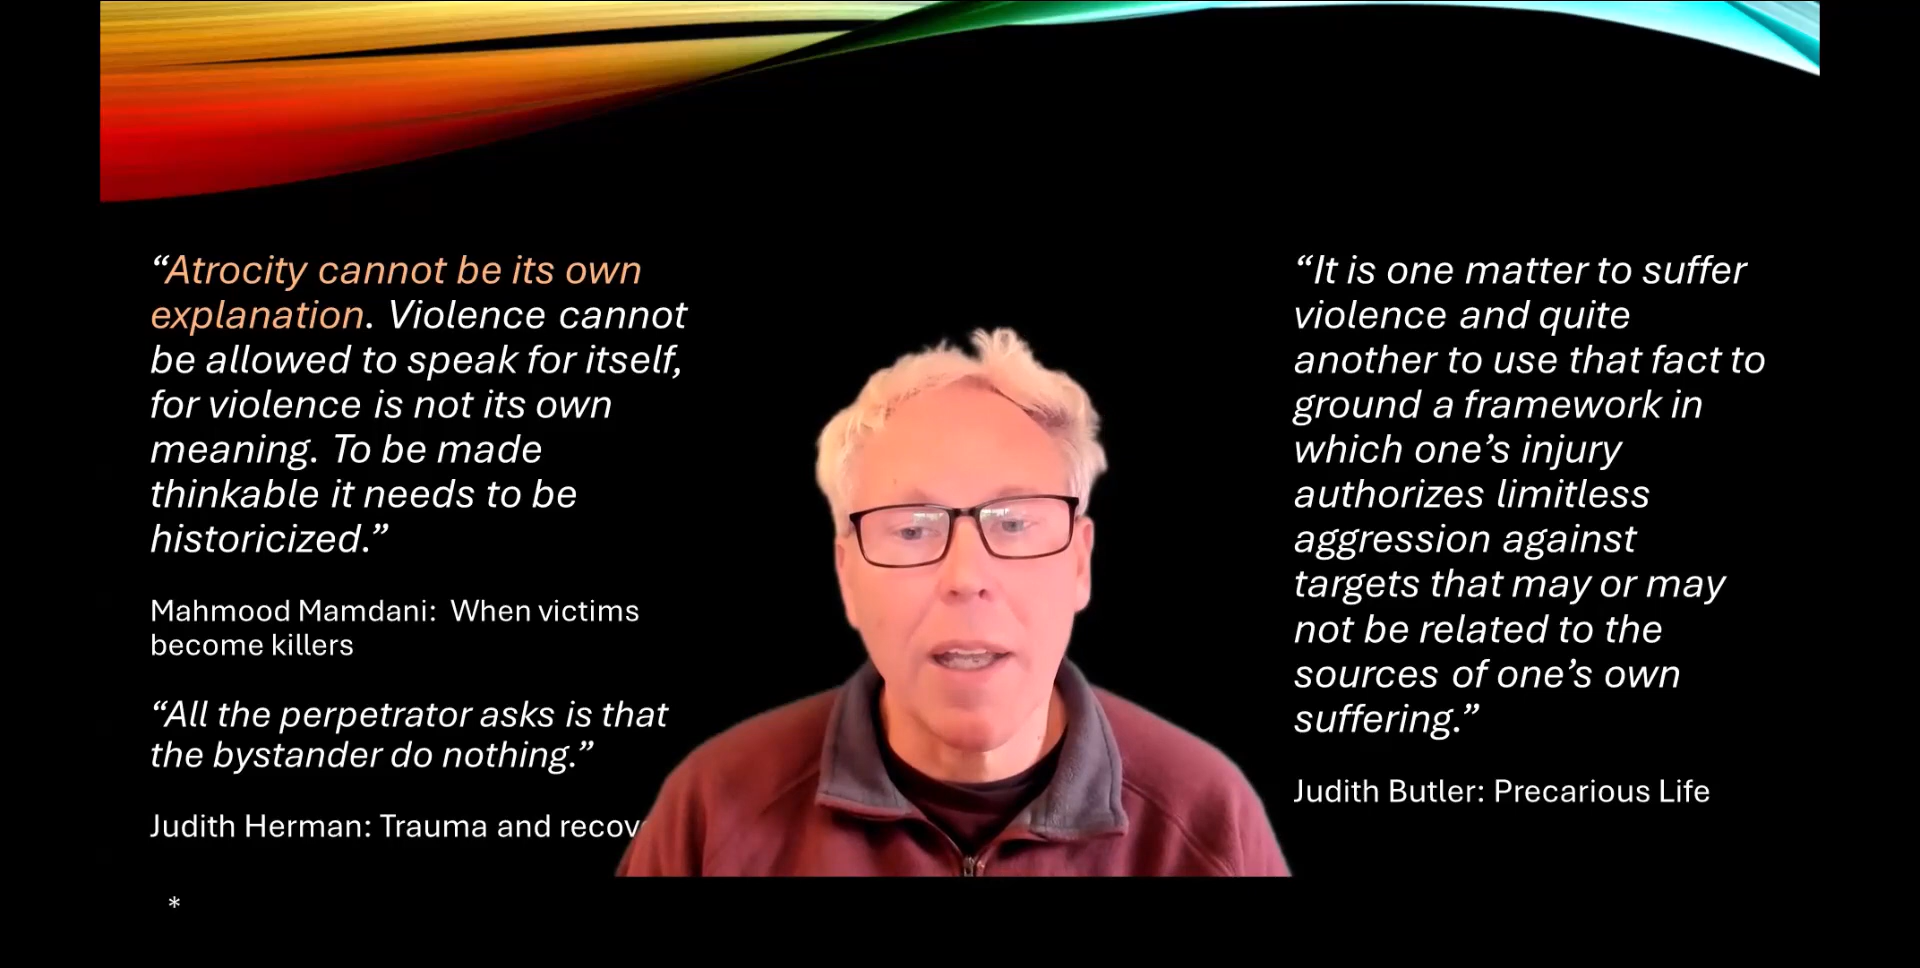 “Atrocity cannot be its own
explanation. Violence cannot
be allowed to speak for itself,
for violence is not its own
meaning. To be made
thinkable it needs to be
historicized.”
Mahmood Mamdani: When victims
become killers
“All the perpetrator asks is that
the bystander do nothing.”
Judith Herman: Trauma and recov
*
“It is one matter to suffer
violence and quite
another to use that fact to
ground a framework in
which one’s injury
authorizes limitless
aggression against
targets that may or may
not be related to the
sources of one’s own
suffering.”
Judith Butler: Precarious Life